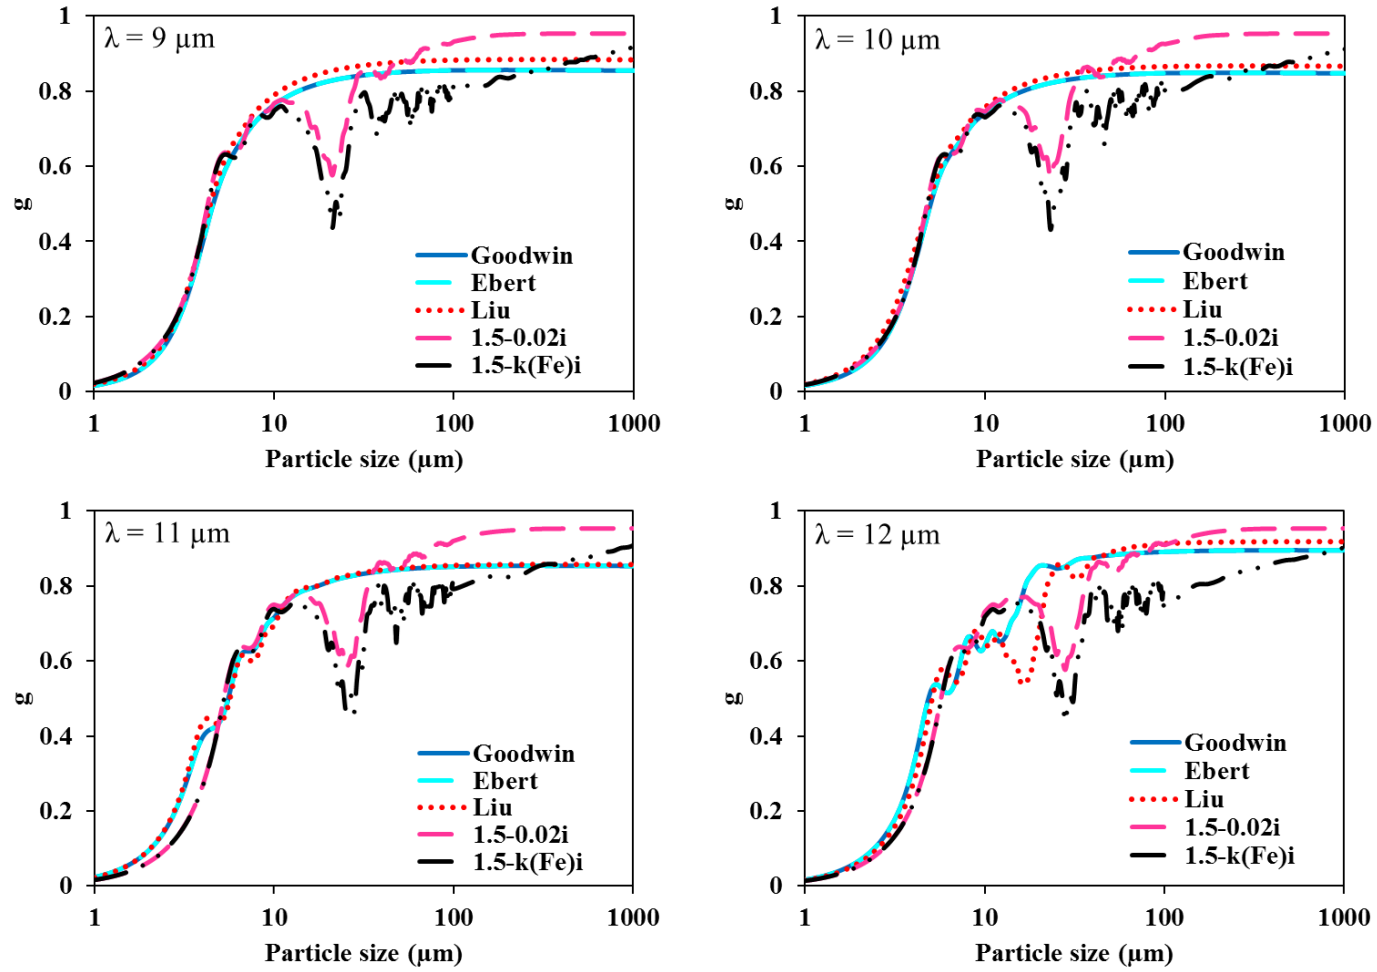 λ = 9 µm
1
0.8
0.6
0.4
0.2
0
g
Goodwin
Ebert
Liu
1.5-0.02i
1.5-k(Fe)i
1 10 100 1000
Particle size (µm)
λ = 10 µm
1
0.8
0.6
0.4
0.2
0
g
Goodwin
Ebert
Liu
1.5-0.02i
1.5-k(Fe)i
1 10 100 1000
Particle size (µm)
λ = 11 µm
1
0.8
0.6
0.4
0.2
0
g
Goodwin
Ebert
Liu
1.5-0.02i
1.5-k(Fe)i
1 10 100 1000
Particle size (µm)
λ = 12 µm
1
0.8
0.6
0.4
0.2
0
g
Goodwin
Ebert
Liu
1.5-0.02i
1.5-k(Fe)i
1 10 100 1000
Particle size (µm)